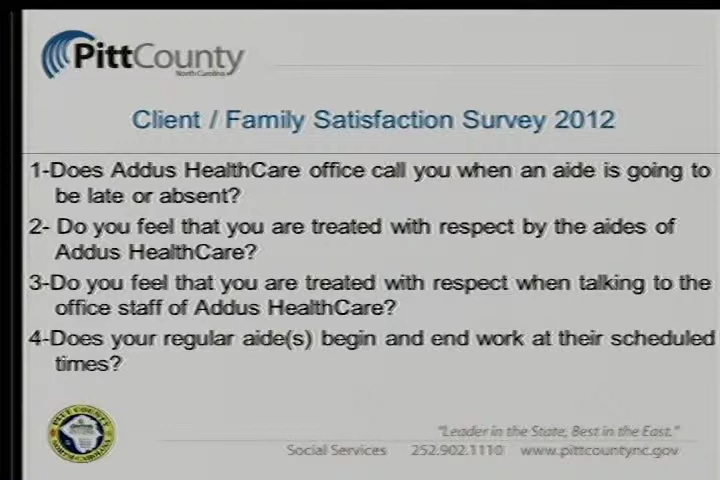 PittCounty
North Carolina
Client / Family Satisfaction Survey 2012
1-Does Addus HealthCare office call you when an aide is going to
be late or absent?
2- Do you feel that you are treated with respect by the aides of
Addus HealthCare?
3-Do you feel that you are treated with respect when talking to the
office staff of Addus HealthCare?
4-Does your regular aide(s) begin and end work at their scheduled
times?
PITT COUNTY
NORTH CAROLINA
"Leader in the State, Best in the East."
Social Services 252.902.1110 www.pittcountync.gov